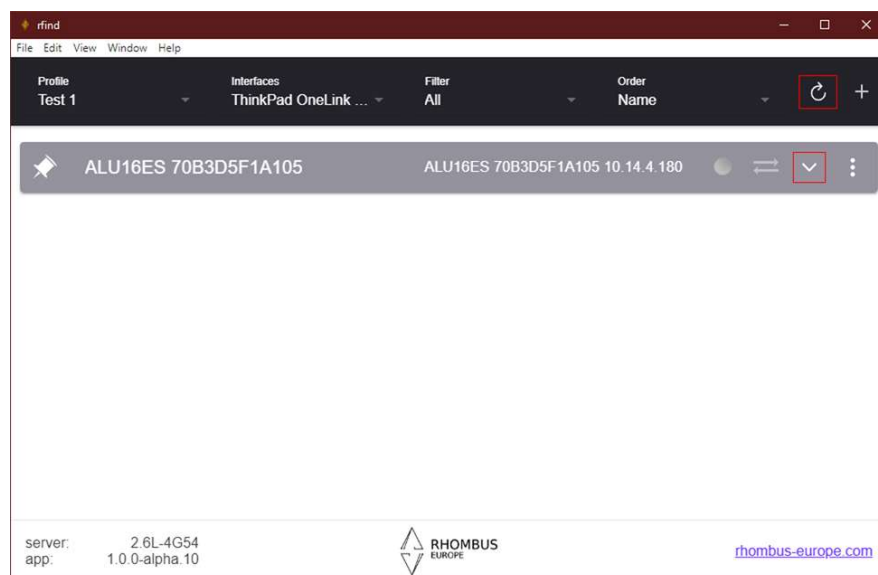 rfind
File Edit View Window Help
Profile Interfaces Filter Order
Test 1 ThinkPad OneLink ... All Name
ALU16ES 70B3D5F1A105 ALU16ES 70B3D5F1A105 10.14.4.180
server: 2.6L-4G54
app: 1.0.0-alpha.10
RHOMBUS
EUROPE
rhombus-europe.com